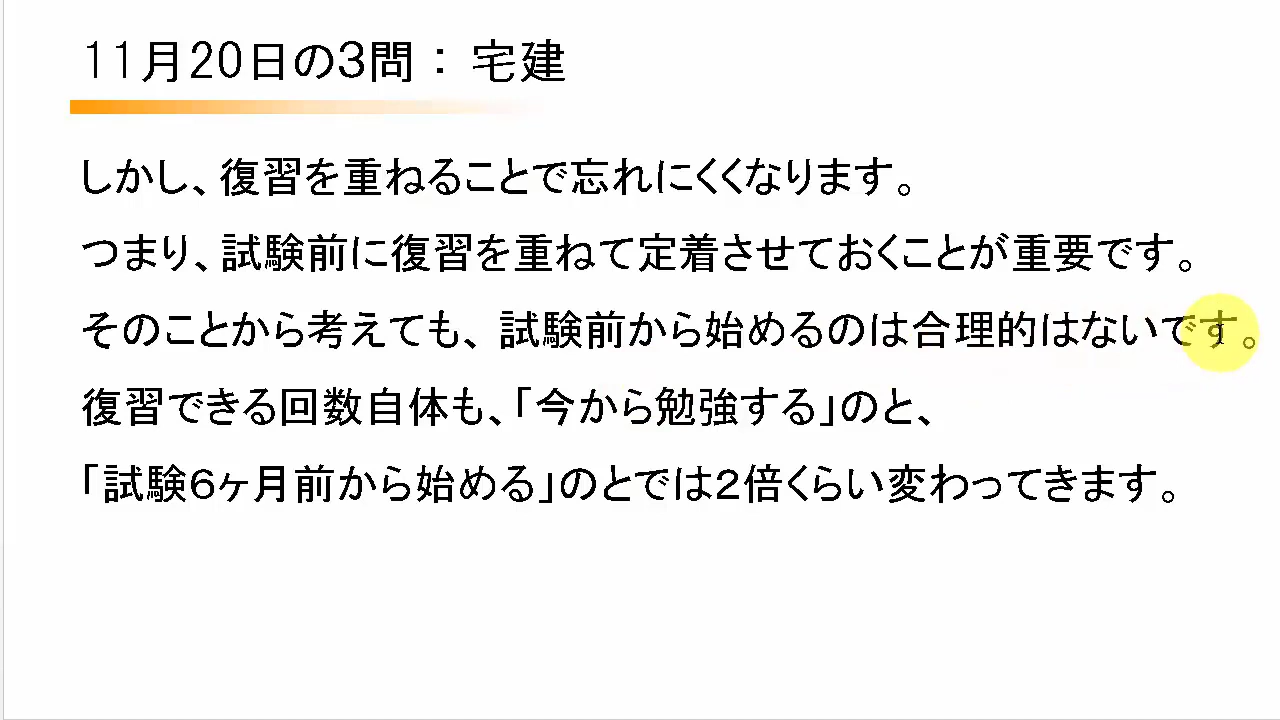 11月20日の3問：宅建
しかし、復習を重ねることで忘れにくくなります。
つまり、試験前に復習を重ねて定着させておくことが重要です。
そのことから考えても、試験前から始めるのは合理的はないです。
復習できる回数自体も、「今から勉強する」のと、
「試験6ヶ月前から始める」のとでは2倍くらい変わってきます。